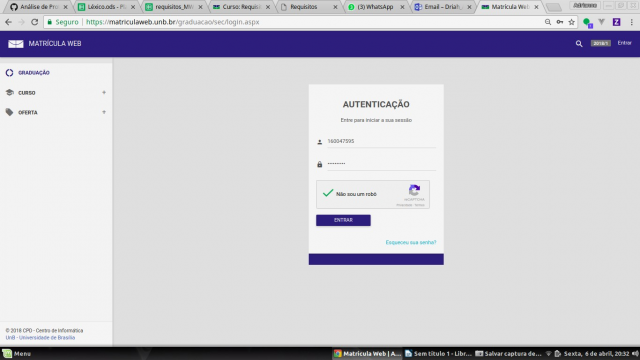 Análise de Pro
Léxico.ods - Pl
requisitos_MW
Curso: Requisi
Requisitos
(3) WhatsApp
Email – Drial
Matrícula Web
Adrianne
Seguro | https://matriculaweb.unb.br/graduacao/sec/login.aspx
MATRÍCULA WEB
2018/1
Entrar
GRADUAÇÃO
CURSO +
OFERTA +
AUTENTICAÇÃO
Entre para iniciar a sua sessão
160047595
•••••••••
Não sou um robô
reCAPTCHA
Privacidade - Termos
ENTRAR
Esqueceu sua senha?
© 2018 CPD - Centro de Informática
UnB - Universidade de Brasília
Menu
Matrícula Web | A...
Sem título 1 - Libr...
Salvar captura de...
Sexta, 6 de abril, 20:32